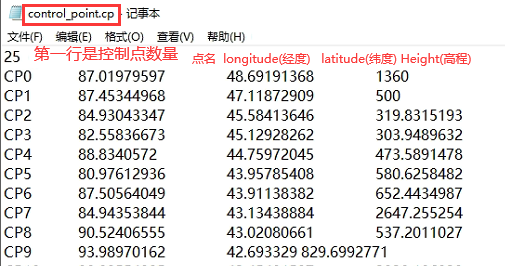 control_point.cp - 记事本
文件(F) 编辑(E) 格式(O) 查看(V) 帮助(H)
25 第一行是控制点数量 点名 longitude(经度) latitude(纬度) Height(高程)
CP0 87.01979597 48.69191368 1360
CP1 87.45344968 47.11872909 500
CP2 84.93043347 45.58413646 319.8315193
CP3 82.55836673 45.12928262 303.9489632
CP4 88.8340572 44.75972045 473.5891478
CP5 80.97612936 43.95785408 580.6258482
CP6 87.50564049 43.91138382 652.4434987
CP7 84.94353844 43.13438884 2647.255254
CP8 90.52406555 43.02080661 537.2011027
CP9 93.98970162 42.693329 829.6992771